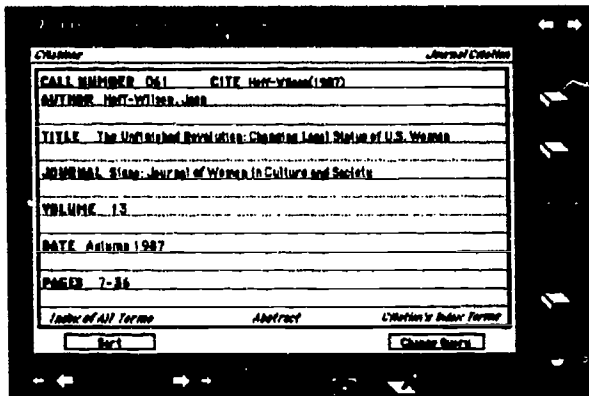 Journal Citation
CALL NUMBER 061 CITE Hoff-Wilson(1987)
AUTHOR Hoff-Wilson, Joan
TITLE The Unfinished Revolution: Changing Legal Status of U.S. Women
JOURNAL Signs: Journal of Women in Culture and Society
VOLUME 13
DATE Autumn 1987
PAGES 7-36
Index of All Terms Abstract Citation's Index Terms
Sort Change Query